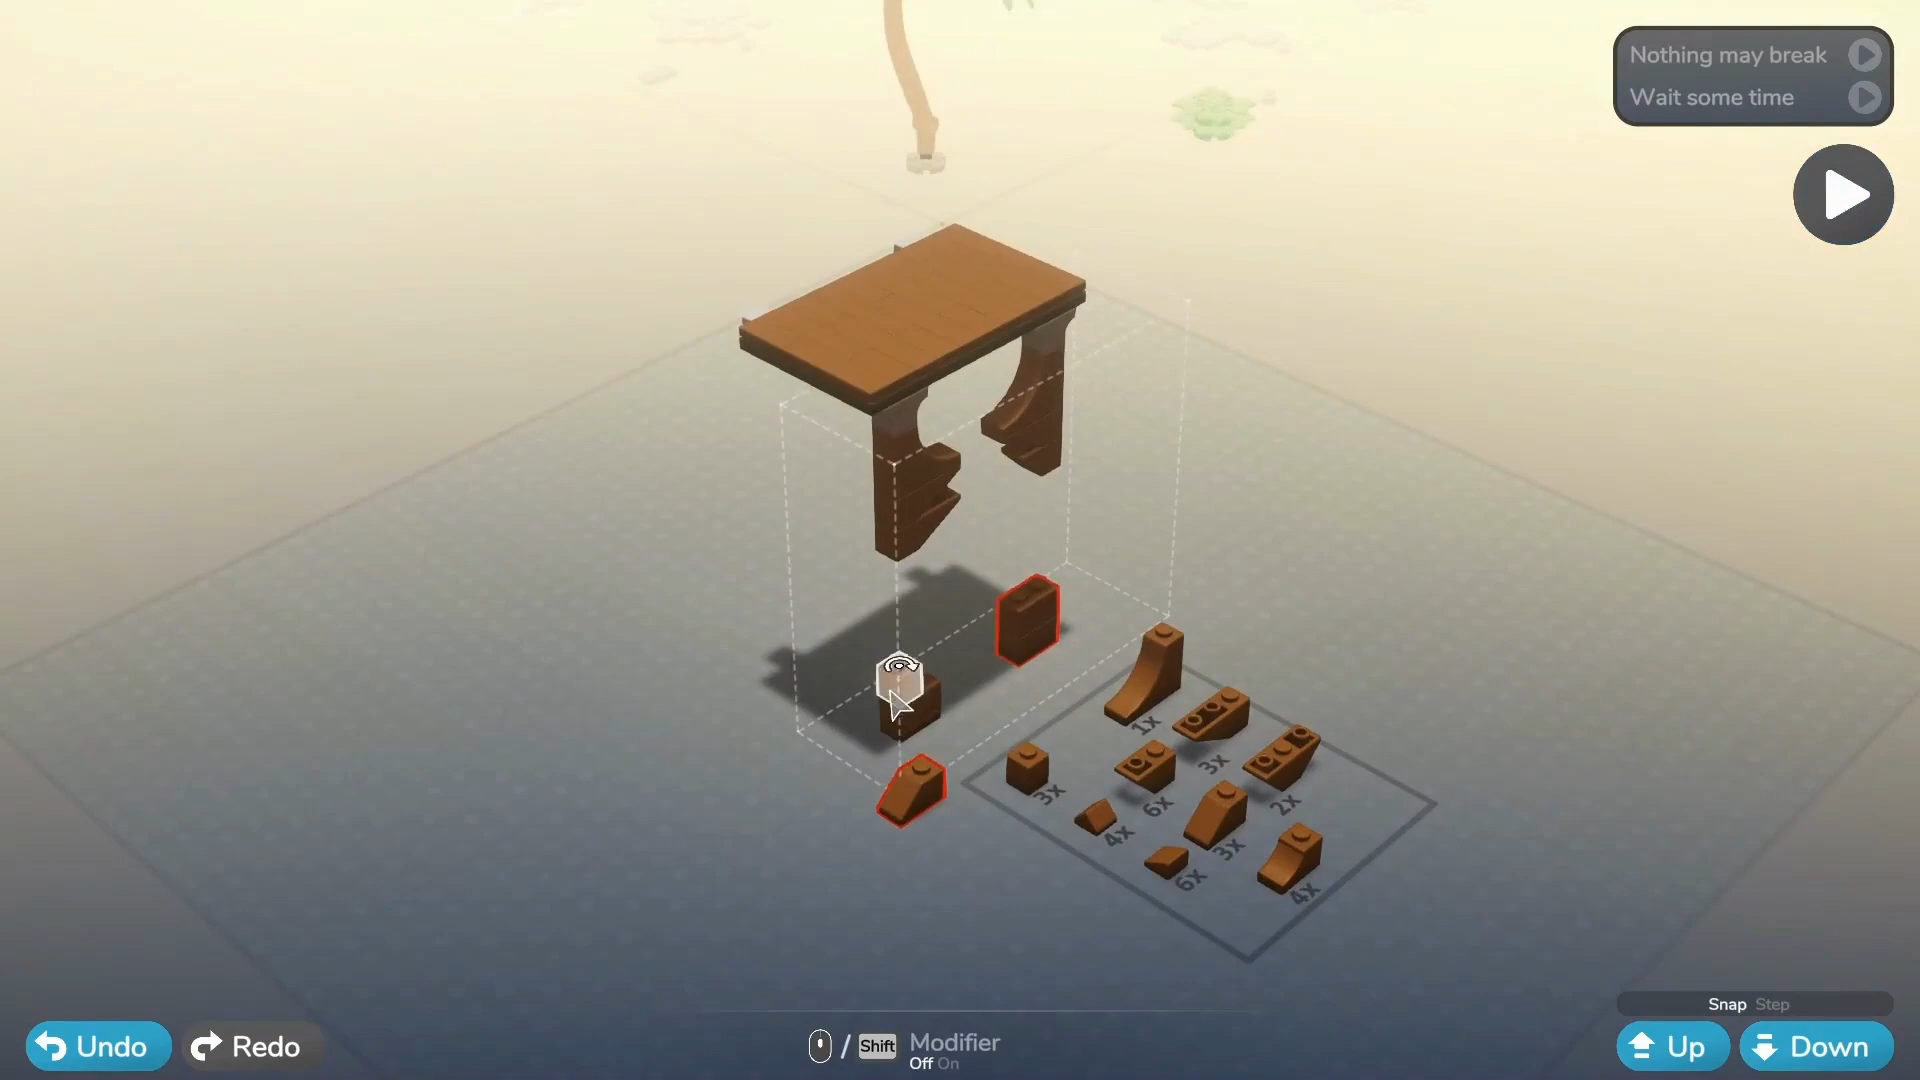 Nothing may break
Wait some time
1x
3x
3x
6x
2x
4x
3x
6x
4x
Snap Step
Undo
Redo
/ Shift Modifier
Off On
Up
Down